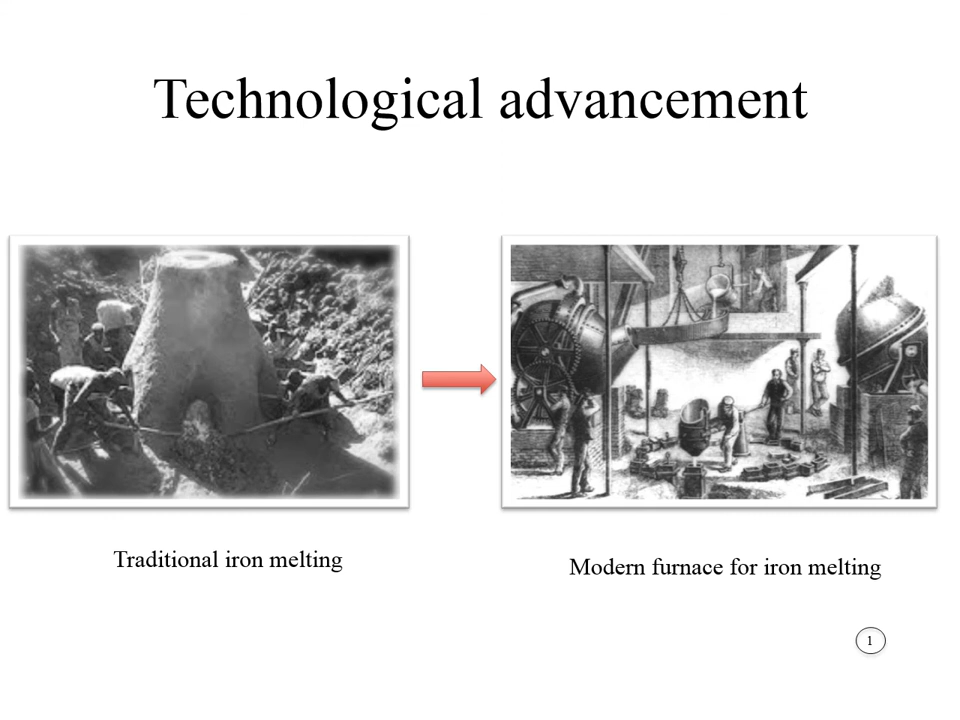 Technological advancement
Traditional iron melting
Modern furnace for iron melting
1